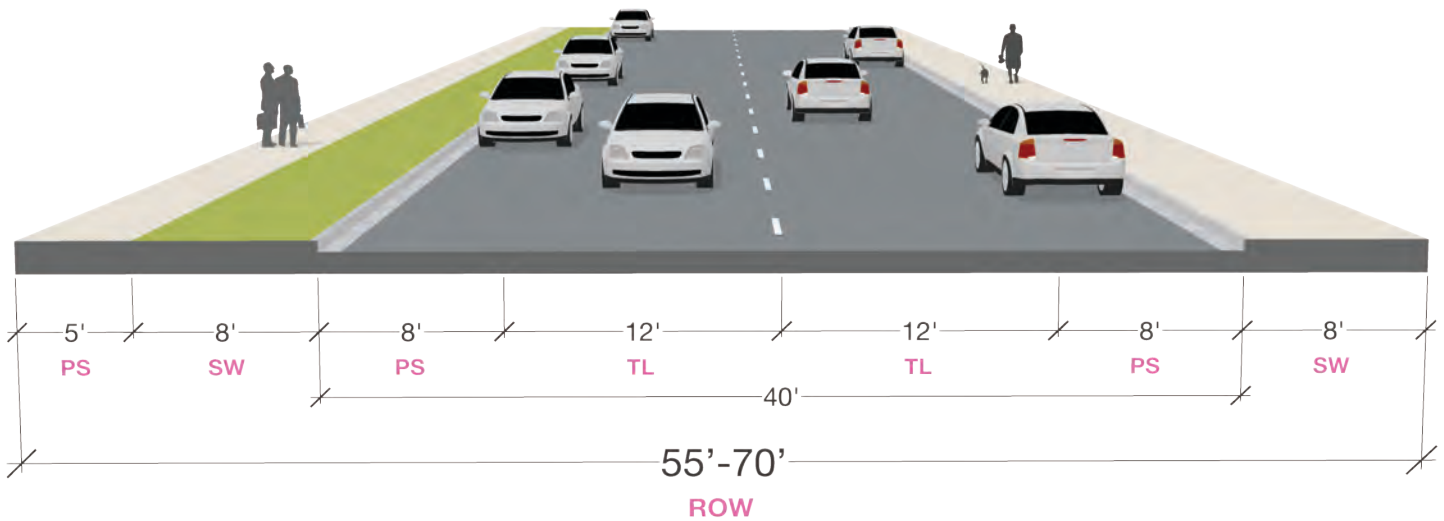 5' 8' 8' 12' 12' 8' 8'
PS SW PS TL TL PS SW
40'
55’-70’
ROW